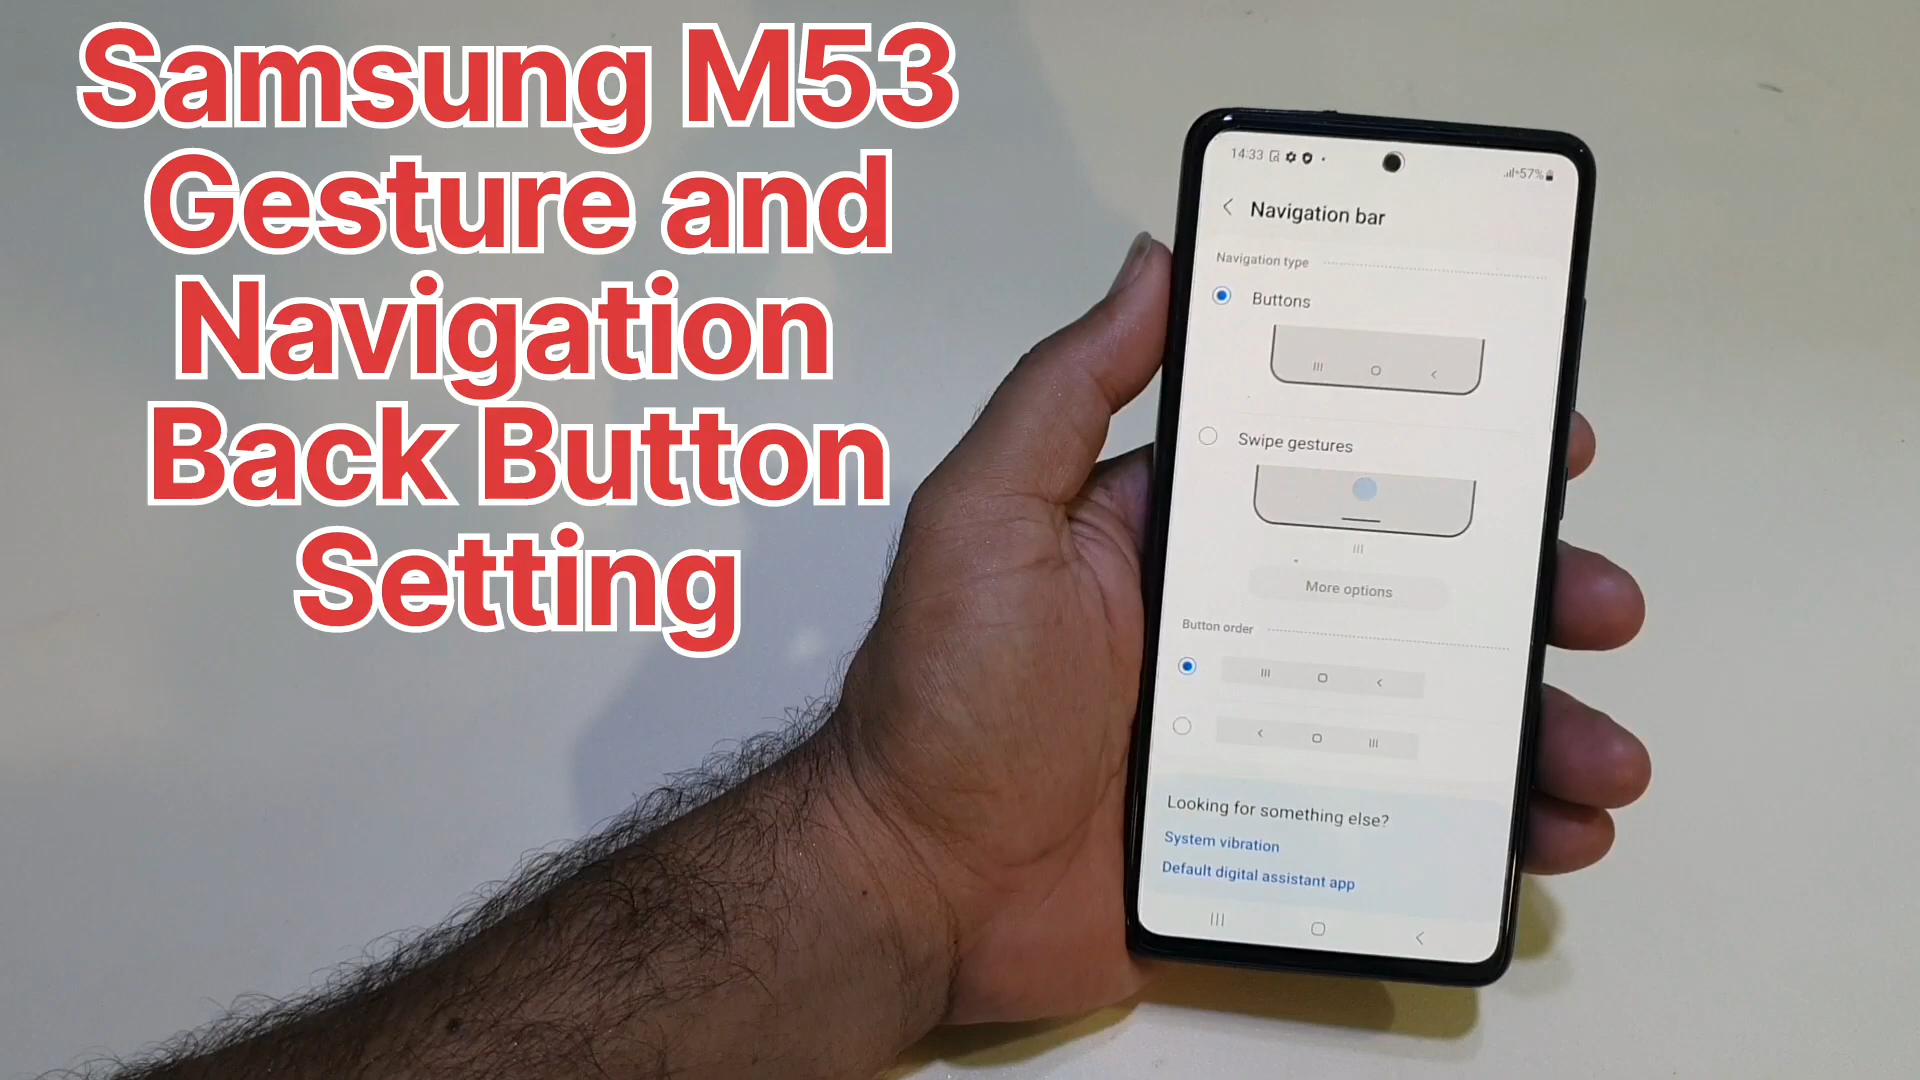 Samsung M53
Gesture and
Navigation
Back Button
Setting
14:33
57%
Navigation bar
Navigation type
Buttons
Swipe gestures
More options
Button order
Looking for something else?
System vibration
Default digital assistant app